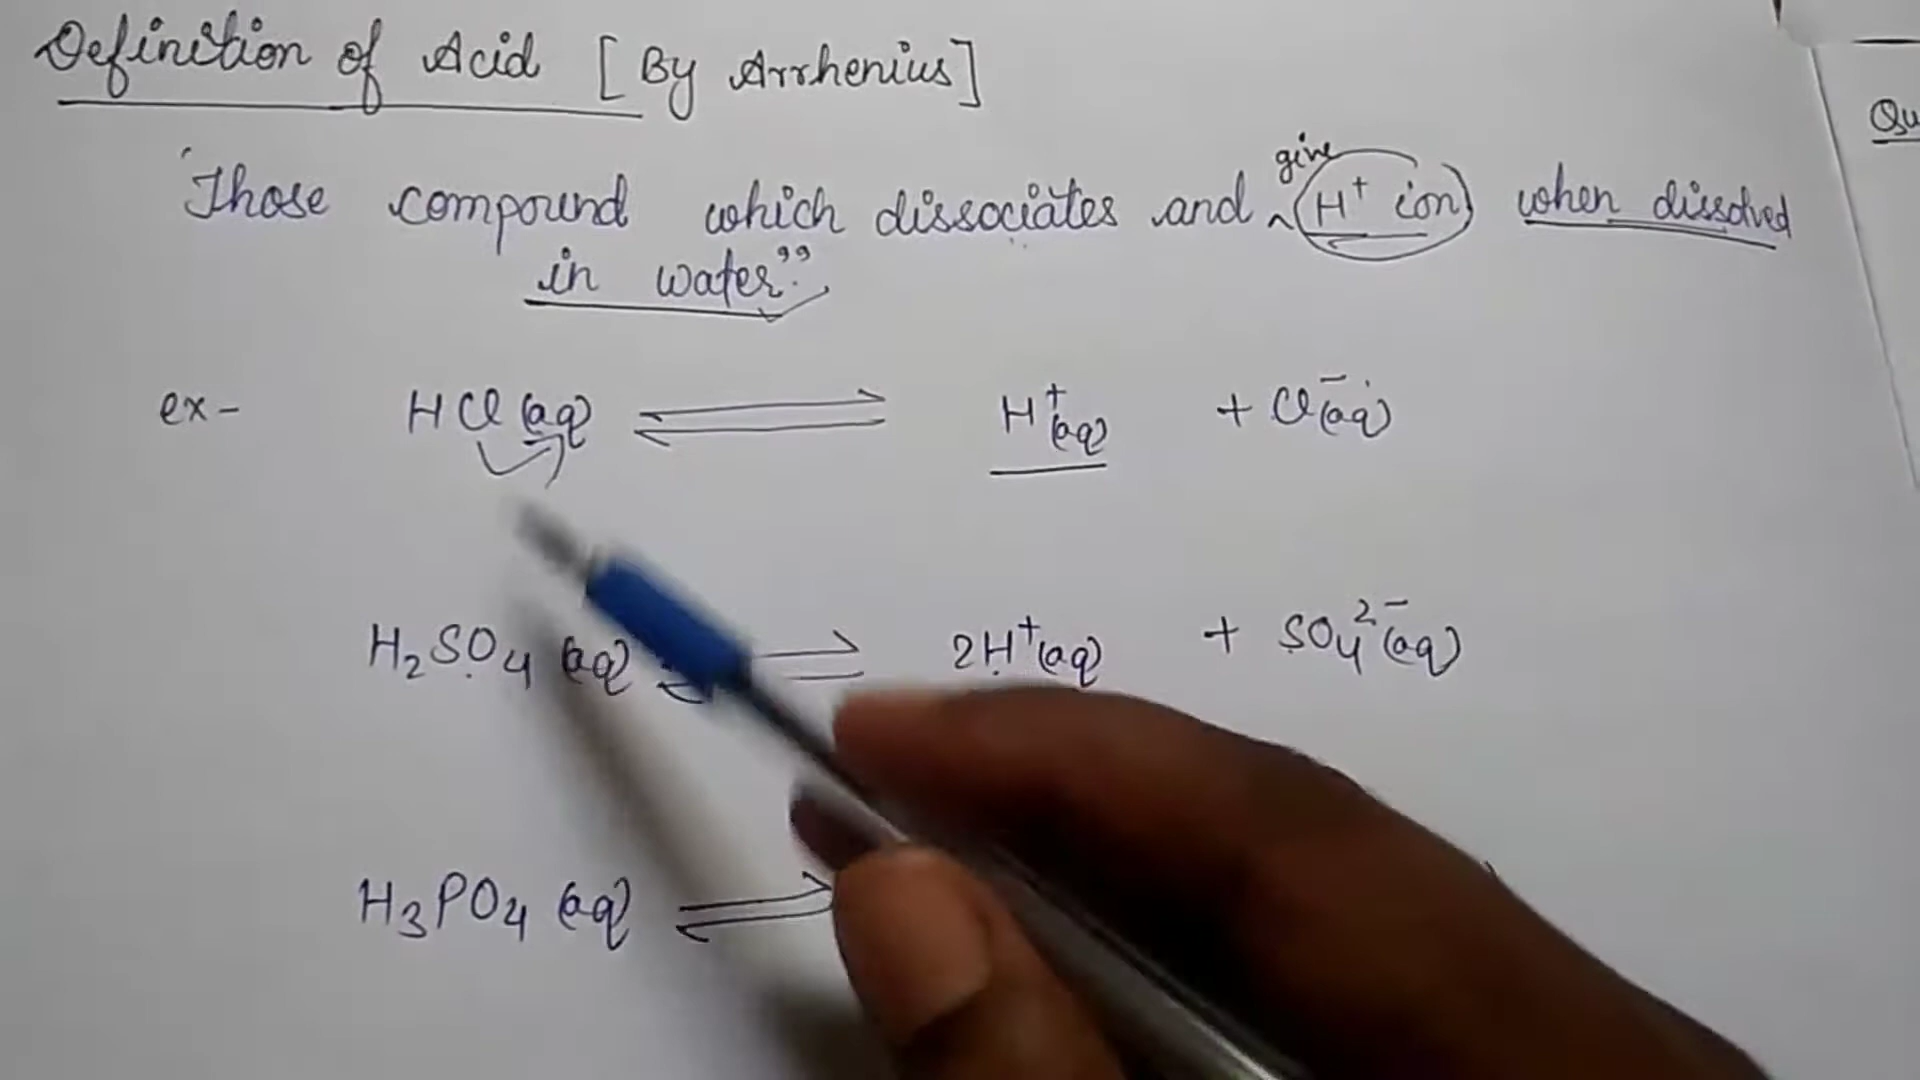 Definition of Acid [By Arrhenius]
'Those compound which dissociates and give H⁺ ion when dissolved
in water.”
ex- HCl (aq) ⇌ H⁺(aq) + Cl⁻(aq)
H₂SO₄ (aq) ⇌ 2H⁺(aq) + SO₄²⁻(aq)
H₃PO₄ (aq) ⇌